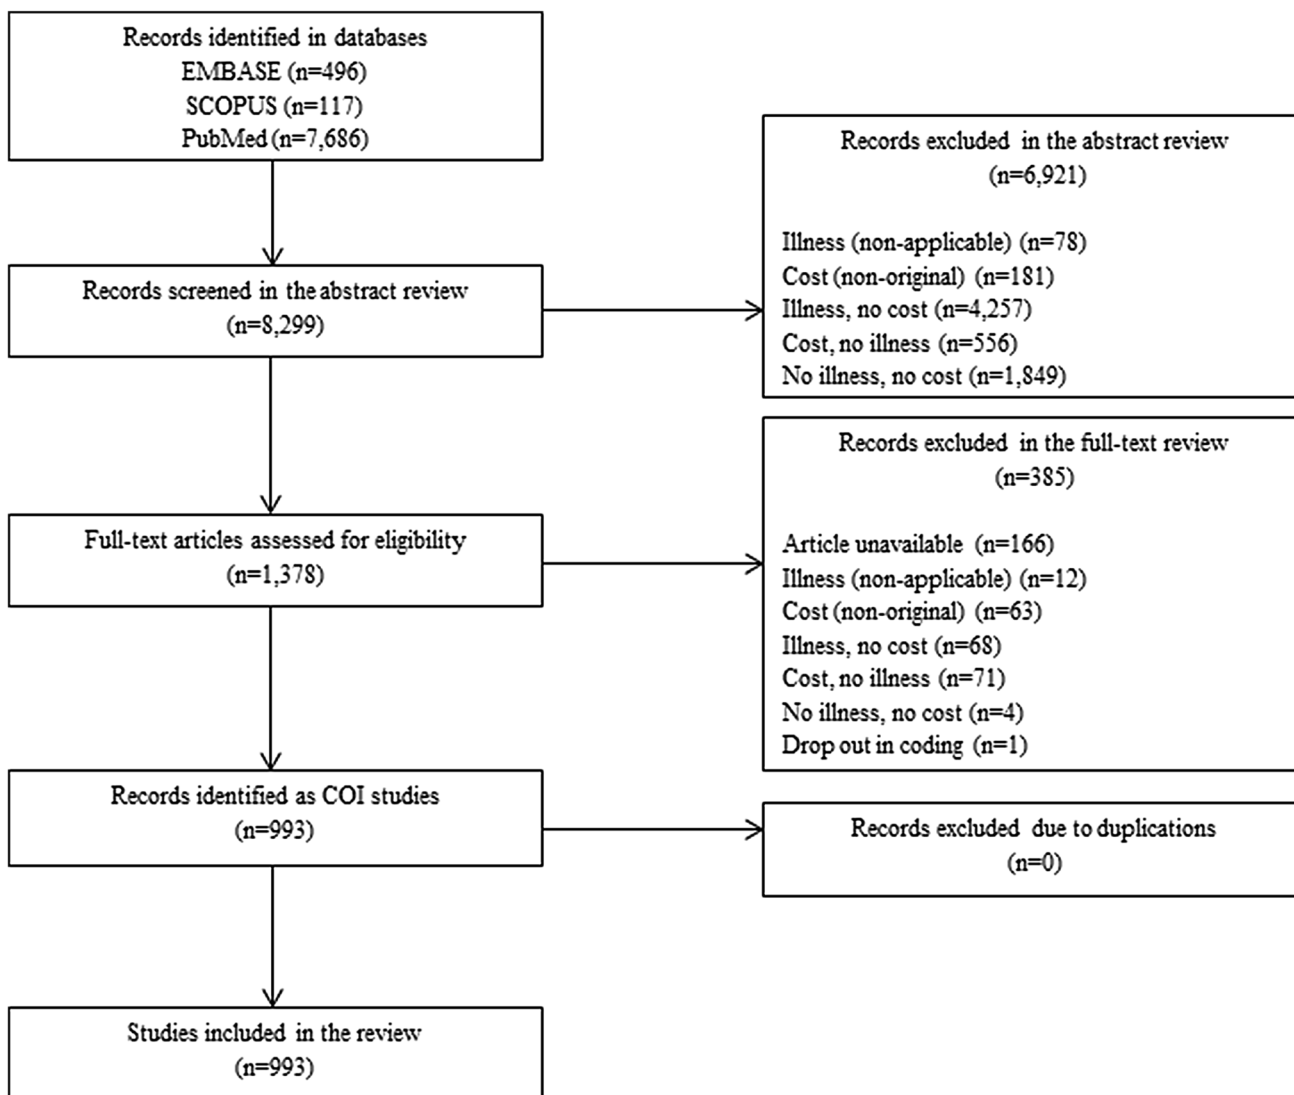 Records identified in databases
EMBASE (n=496)
SCOPUS (n=117)
PubMed (n=7,686)
Records screened in the abstract review
(n=8,299)
Records excluded in the abstract review
(n=6,921)
Illness (non-applicable) (n=78)
Cost (non-original) (n=181)
Illness, no cost (n=4,257)
Cost, no illness (n=556)
No illness, no cost (n=1,849)
Full-text articles assessed for eligibility
(n=1,378)
Records excluded in the full-text review
(n=385)
Article unavailable (n=166)
Illness (non-applicable) (n=12)
Cost (non-original) (n=63)
Illness, no cost (n=68)
Cost, no illness (n=71)
No illness, no cost (n=4)
Drop out in coding (n=1)
Records identified as COI studies
(n=993)
Records excluded due to duplications
(n=0)
Studies included in the review
(n=993)